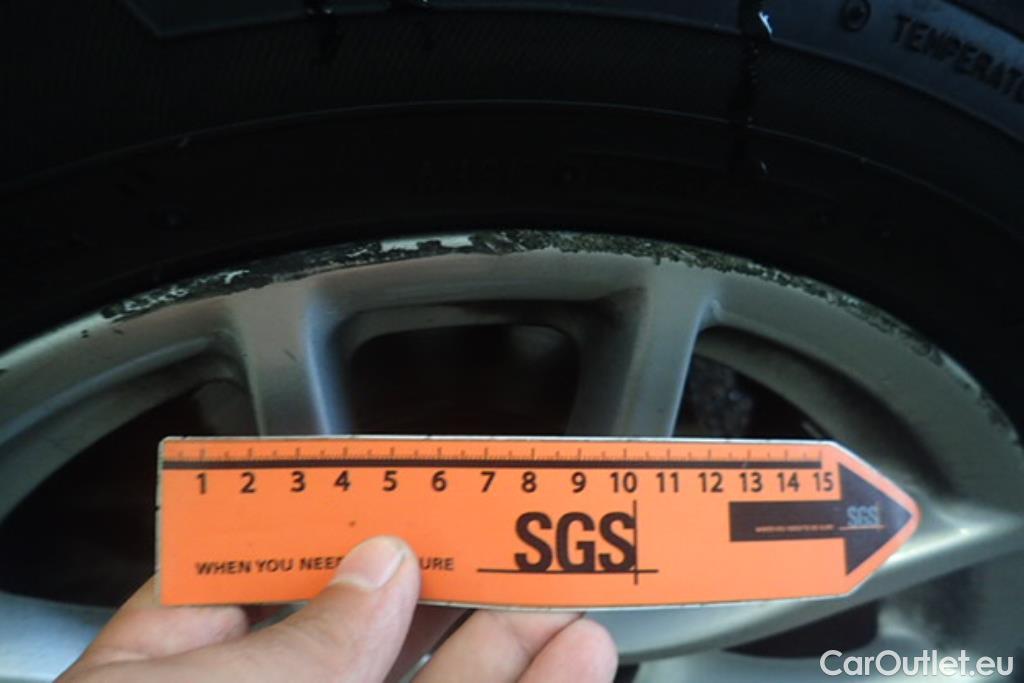 TEMPERATU
1 2 3 4 5 6 7 8 9 10 11 12 13 14 15
SGS
SGS
WHEN YOU NEE URE
CarOutlet.eu